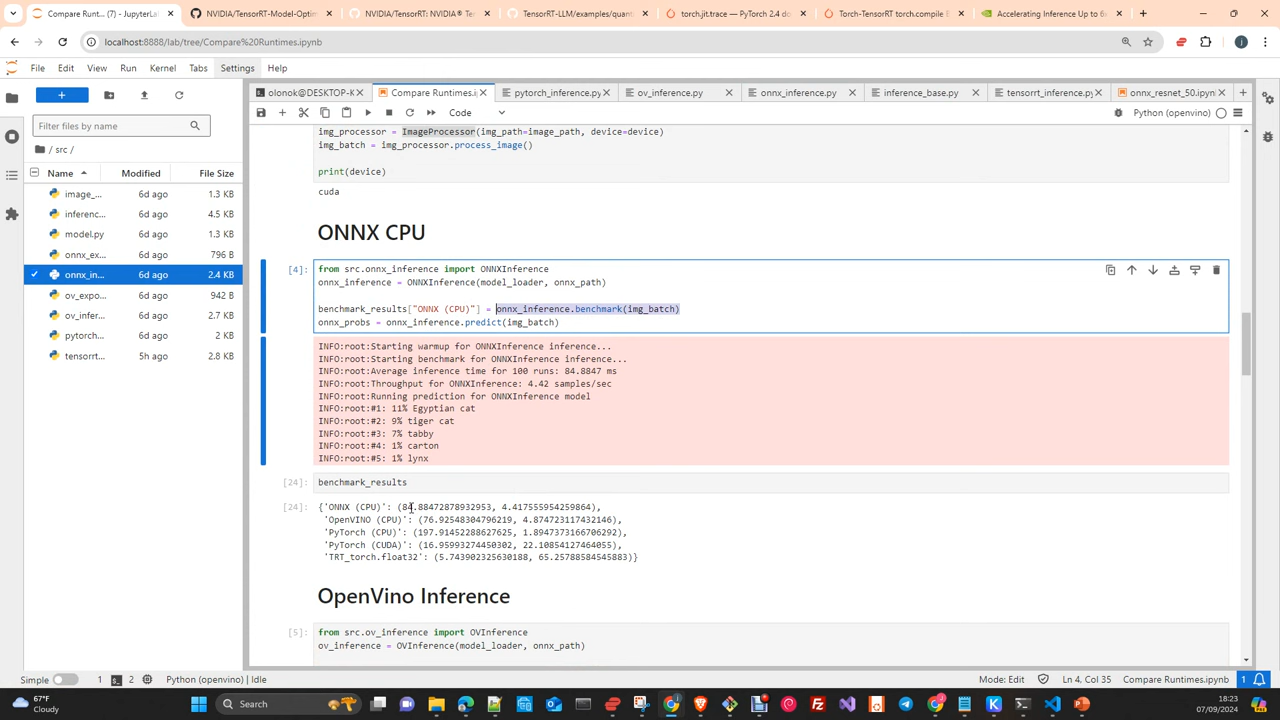 Compare Runt... (7) - JupyterLab
NVIDIA/TensorRT-Model-Optim
NVIDIA/TensorRT: NVIDIA® Te
TensorRT-LLM/examples/quant
torch.jit.trace — PyTorch 2.4 do
Torch-TensorRT torch.compile B
Accelerating Inference Up to 6x
localhost:8888/lab/tree/Compare%20Runtimes.ipynb
File Edit View Run Kernel Tabs Settings Help
olonok@DESKTOP-K
Compare Runtimes.i
pytorch_inference.py
ov_inference.py
onnx_inference.py
inference_base.py
tensorrt_inference.p
onnx_resnet_50.ipynb
Code
Python (openvino)
Filter files by name
/ src /
Name Modified File Size
image_... 6d ago 1.3 KB
inferenc... 6d ago 4.5 KB
model.py 6d ago 1.3 KB
onnx_ex... 6d ago 796 B
onnx_in... 6d ago 2.4 KB
ov_expo... 6d ago 942 B
ov_infer... 6d ago 2.7 KB
pytorch... 6d ago 2 KB
tensorrt... 5h ago 2.8 KB
img_processor = ImageProcessor(img_path=image_path, device=device)
img_batch = img_processor.process_image()
print(device)
cuda
ONNX CPU
[4]:
from src.onnx_inference import ONNXInference
onnx_inference = ONNXInference(model_loader, onnx_path)
benchmark_results["ONNX (CPU)"] = onnx_inference.benchmark(img_batch)
onnx_probs = onnx_inference.predict(img_batch)
INFO:root:Starting warmup for ONNXInference inference...
INFO:root:Starting benchmark for ONNXInference inference...
INFO:root:Average inference time for 100 runs: 84.8847 ms
INFO:root:Throughput for ONNXInference: 4.42 samples/sec
INFO:root:Running prediction for ONNXInference model
INFO:root:#1: 11% Egyptian cat
INFO:root:#2: 9% tiger cat
INFO:root:#3: 7% tabby
INFO:root:#4: 1% carton
INFO:root:#5: 1% lynx
[24]: benchmark_results
[24]: {'ONNX (CPU)': (84.88472878932953, 4.417555954259864),
'OpenVINO (CPU)': (76.92548304796219, 4.874723117432146),
'PyTorch (CPU)': (197.91452288627625, 1.8947373166706292),
'PyTorch (CUDA)': (16.95993274450302, 22.10854127464055),
'TRT_torch.float32': (5.743902325630188, 65.25788584545883)}
OpenVino Inference
[5]:
from src.ov_inference import OVInference
ov_inference = OVInference(model_loader, onnx_path)
Simple 1 2 Python (openvino) | Idle Mode: Edit Ln 4, Col 35 Compare Runtimes.ipynb 1
67°F
Cloudy
Search
18:23
07/09/2024